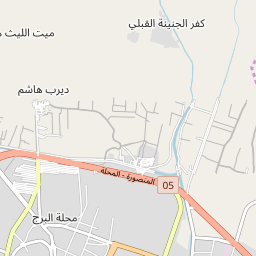 كفر الجنينة القبلي
ميت الليث
ديرب هاشم
المنصورة - المحلة
05
محلة البرج